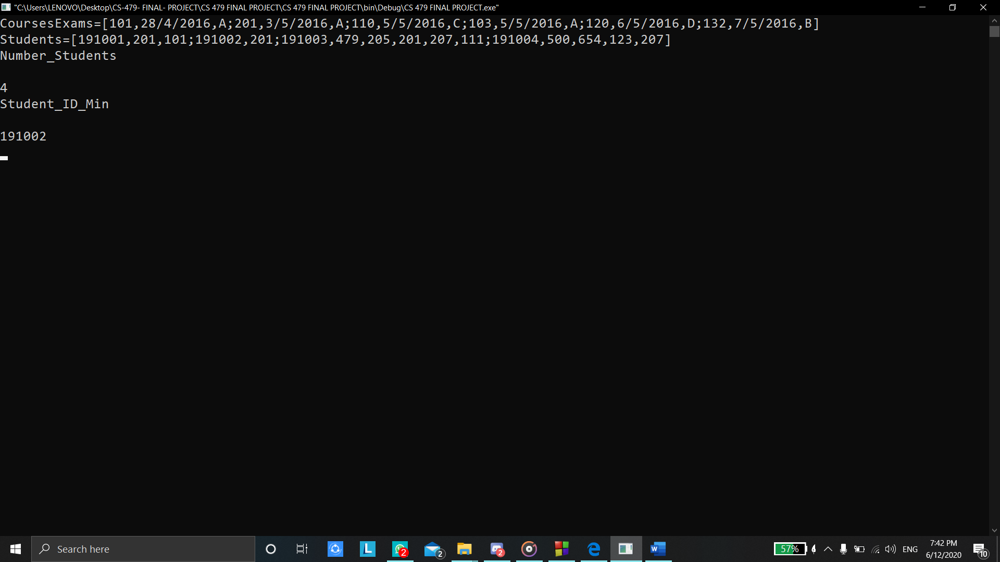 "C:\Users\LENOVO\Desktop\CS-479- FINAL- PROJECT\CS 479 FINAL PROJECT\CS 479 FINAL PROJECT\bin\Debug\CS 479 FINAL PROJECT.exe"
CoursesExams=[101,28/4/2016,A;201,3/5/2016,A;110,5/5/2016,C;103,5/5/2016,A;120,6/5/2016,D;132,7/5/2016,B]
Students=[191001,201,101;191002,201;191003,479,205,201,207,111;191004,500,654,123,207]
Number_Students
4
Student_ID_Min
191002
Search here
L
2
2
2
W
57%
ENG
7:42 PM
6/12/2020
10